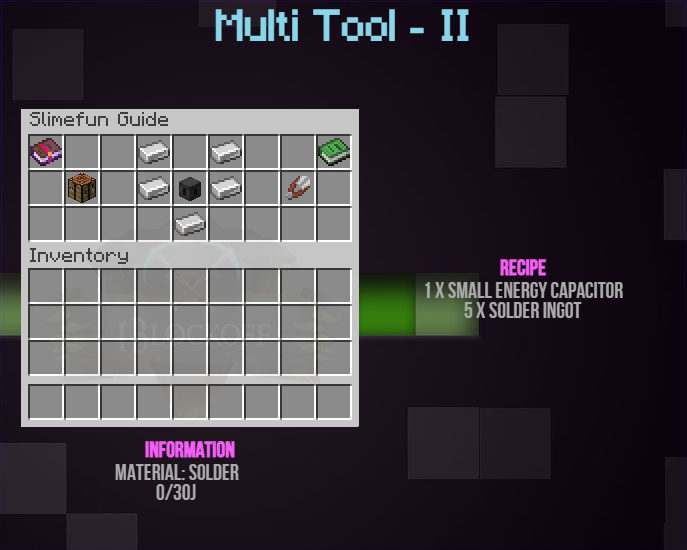 Multi Tool - II
Slimefun Guide
Inventory
1BLOCKOFF
RECIPE
1 X SMALL ENERGY CAPACITOR
5 X SOLDER INGOT
INFORMATION
MATERIAL: SOLDER
0/30J